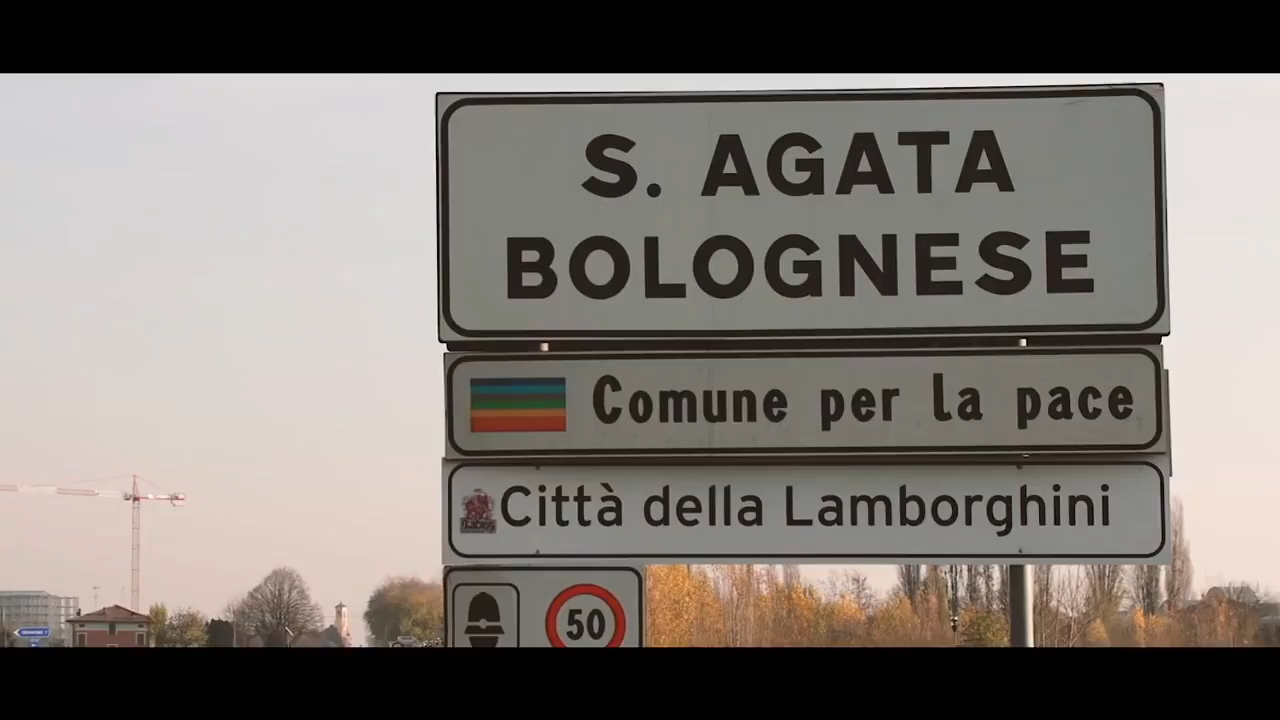 S. AGATA
BOLOGNESE
Comune per la pace
Città della Lamborghini
50